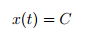 x(t) = C